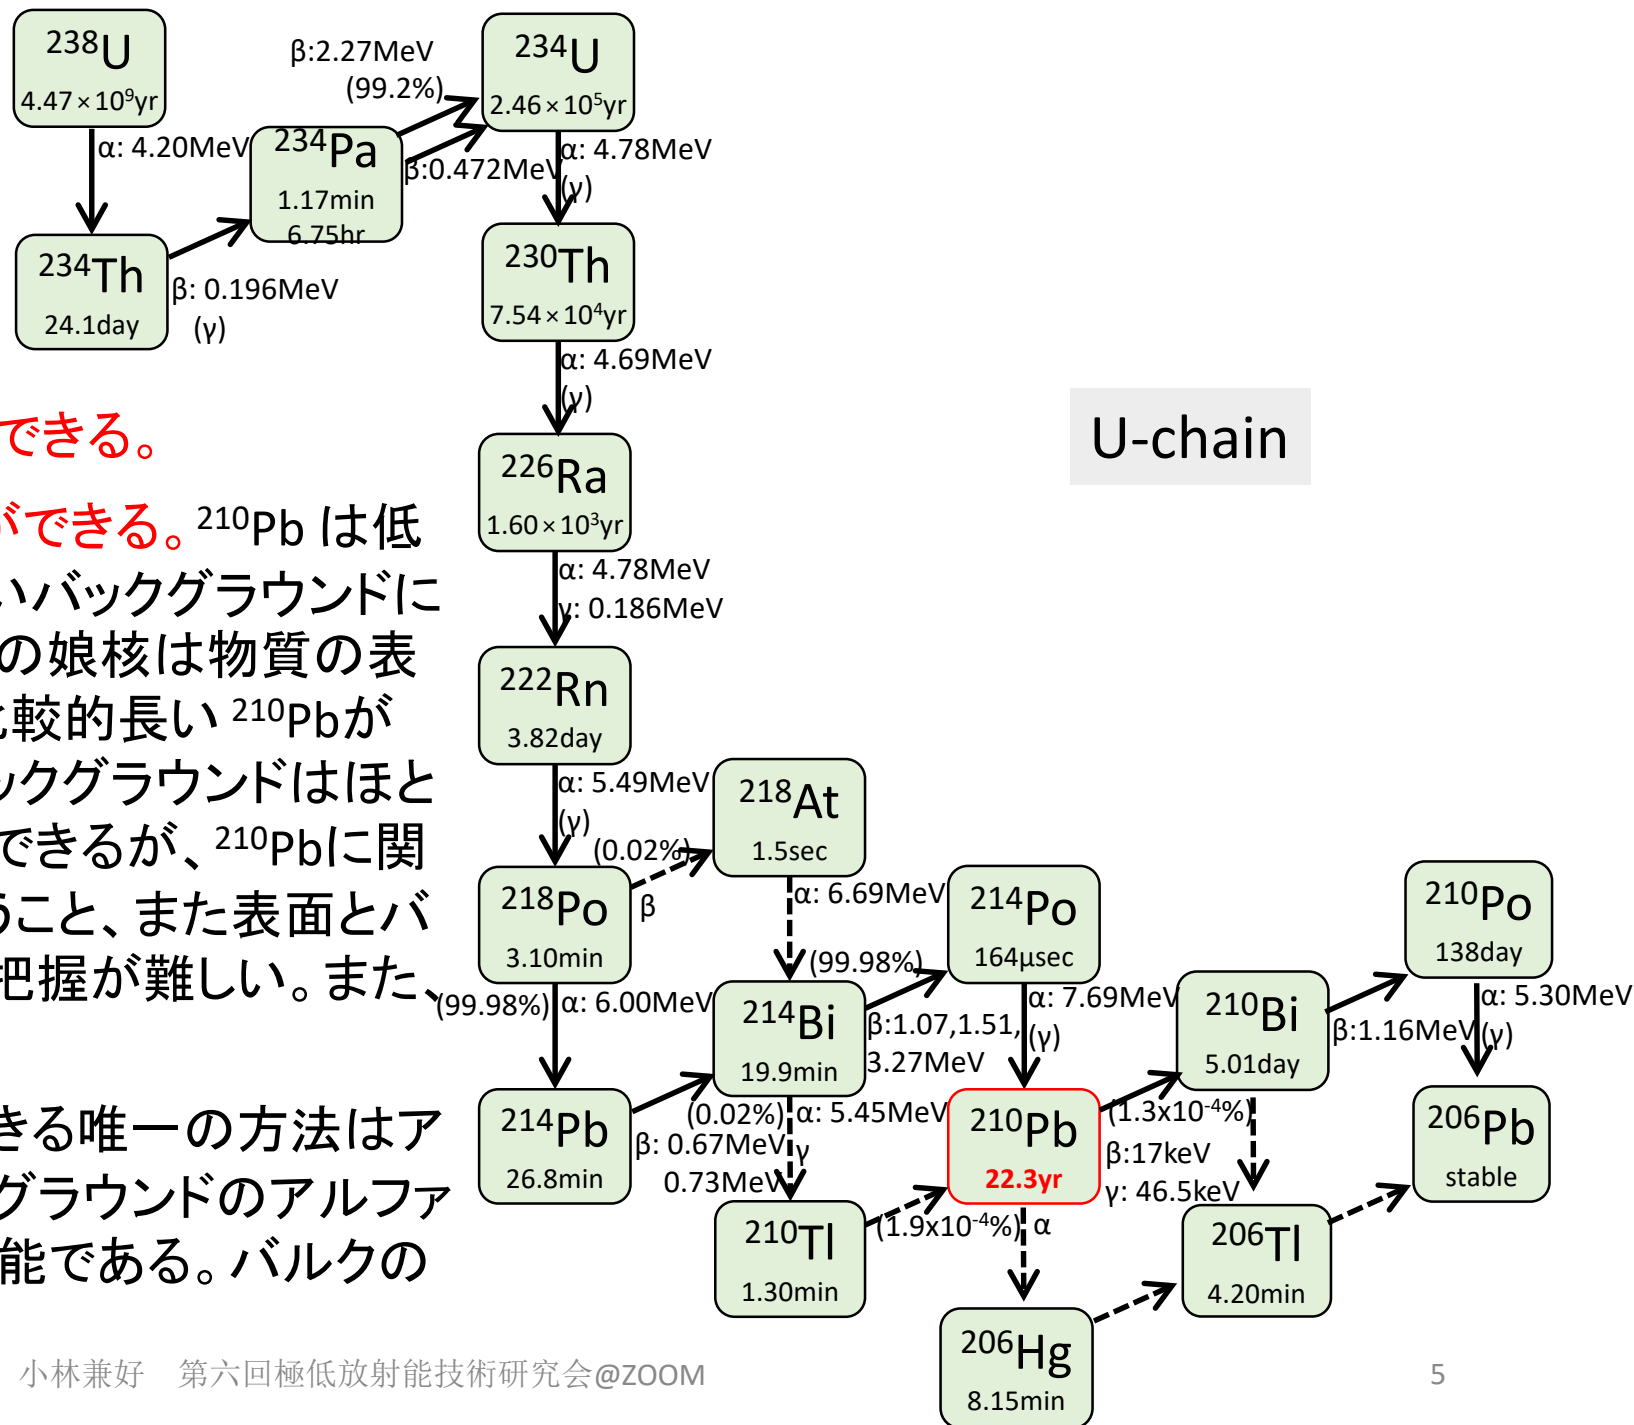 ²³⁸U
4.47×10⁹yr
α: 4.20MeV
²³⁴Th
24.1day
β: 0.196MeV
(γ)
²³⁴Pa
1.17min
6.75hr
β:2.27MeV
(99.2%)
β:0.472MeV
²³⁴U
2.46×10⁵yr
α: 4.78MeV
(γ)
²³⁰Th
7.54×10⁴yr
α: 4.69MeV
(γ)
²²⁶Ra
1.60×10³yr
α: 4.78MeV
γ: 0.186MeV
²²²Rn
3.82day
α: 5.49MeV
(γ)
²¹⁸Po
3.10min
(0.02%)
β
(99.98%)
α: 6.00MeV
²¹⁸At
1.5sec
α: 6.69MeV
²¹⁴Pb
26.8min
β: 0.67MeV
0.73MeV
²¹⁴Bi
19.9min
(99.98%)
β:1.07,1.51,
3.27MeV
(0.02%)
α: 5.45MeV
γ
²¹⁴Po
164μsec
α: 7.69MeV
(γ)
²¹⁰Tl
1.30min
²¹⁰Pb
22.3yr
β:17keV
γ: 46.5keV
(1.9x10⁻⁴%)
α
²⁰⁶Hg
8.15min
²¹⁰Bi
5.01day
β:1.16MeV
(1.3x10⁻⁴%)
²⁰⁶Tl
4.20min
²¹⁰Po
138day
α: 5.30MeV
(γ)
²⁰⁶Pb
stable
U-chain
できる。
ができる。²¹⁰Pb は低
いバックグラウンドに
の娘核は物質の表
比較的長い ²¹⁰Pbが
ックグラウンドはほと
できるが、²¹⁰Pbに関
うこと、また表面とバ
把握が難しい。また、
きる唯一の方法はア
グラウンドのアルファ
能である。バルクの
小林兼好 第六回極低放射能技術研究会@ZOOM
5